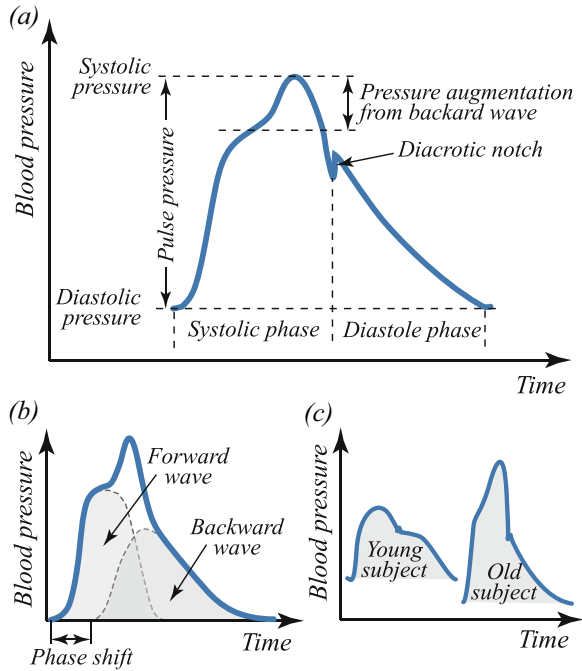 (a)
Systolic
pressure
Pressure augmentation
from backard wave
Diacrotic notch
Blood pressure
Pulse pressure
Diastolic
pressure
Systolic phase
Diastole phase
Time
(b)
Forward
wave
Backward
wave
Blood pressure
Time
Phase shift
(c)
Blood pressure
Young
subject
Old
subject
Time